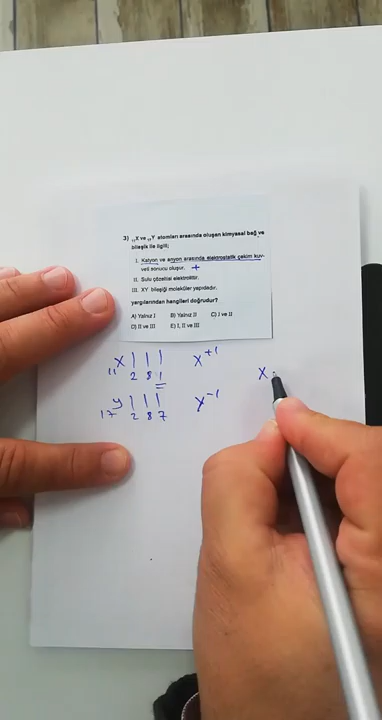 3) ₁₁X ve ₁₇Y atomları arasında oluşan kimyasal bağ ve
bileşik ile ilgili;
I. Katyon ve anyon arasında elektrostatik çekim kuv-
veti sonucu oluşur. +
II. Sulu çözeltisi elektrolittir.
III. XY bileşiği moleküler yapıdadır.
yargılarından hangileri doğrudur?
A) Yalnız I B) Yalnız II C) I ve II
D) II ve III E) I, II ve III
₁₁X 2 8 1 X⁺¹
X
₁₇y 2 8 7 y⁻¹